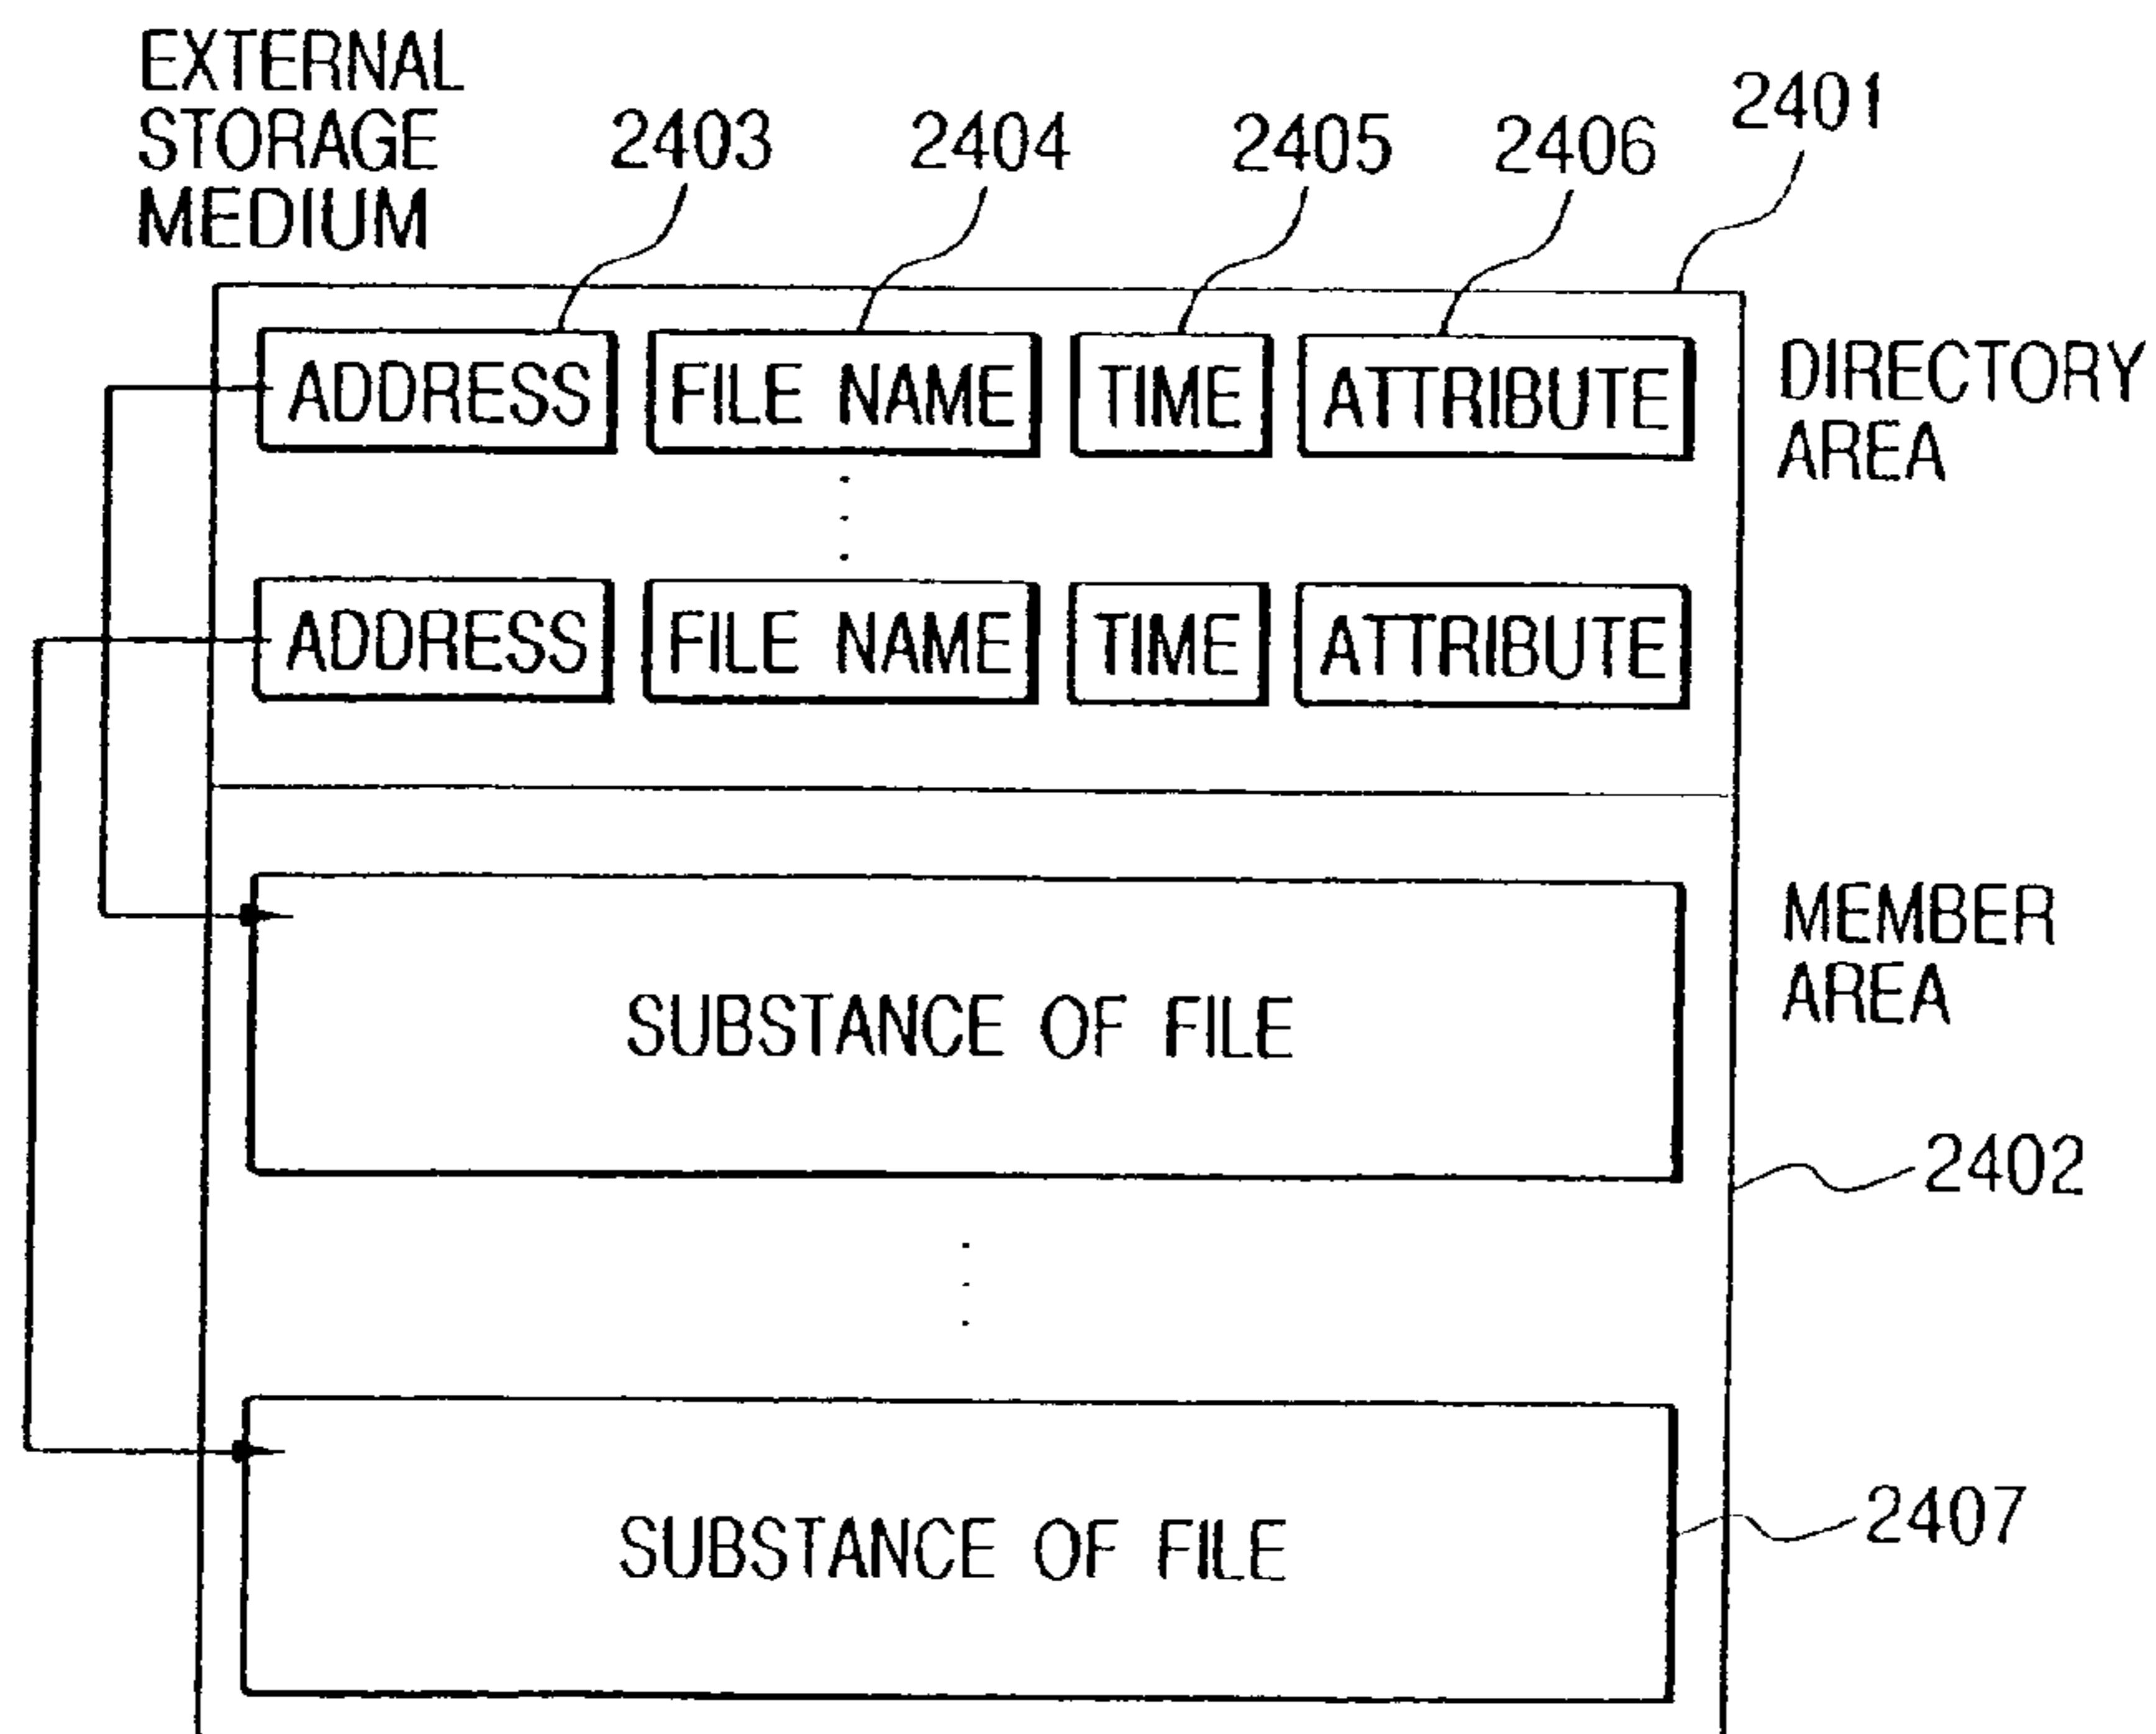 EXTERNAL
STORAGE
MEDIUM
2403
2404
2405
2406
2401
ADDRESS
FILE NAME
TIME
ATTRIBUTE
DIRECTORY
AREA
ADDRESS
FILE NAME
TIME
ATTRIBUTE
MEMBER
AREA
SUBSTANCE OF FILE
2402
SUBSTANCE OF FILE
2407